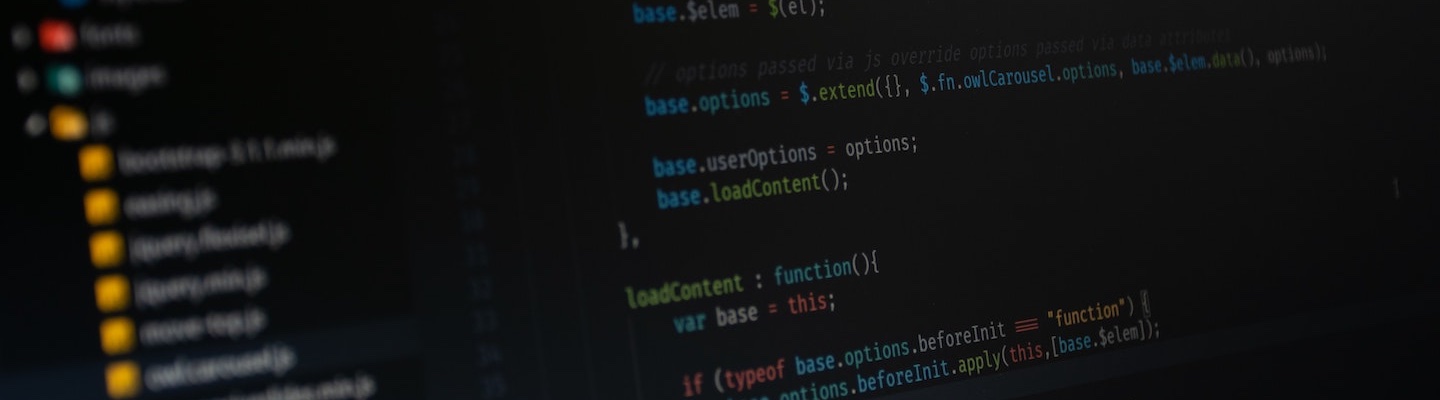 fonts
images
js
bootstrap-3.1.1.min.js
easing.js
jquery.flexisel.js
jquery.min.js
move-top.js
owl.carousel.js
base.$elem = $(el);
// options passed via js override options passed via data attributes
base.options = $.extend({}, $.fn.owlCarousel.options, base.$elem.data(), options);
base.userOptions = options;
base.loadContent();
},
loadContent : function(){
var base = this;
if (typeof base.options.beforeInit === "function") {
base.options.beforeInit.apply(this,[base.$elem]);